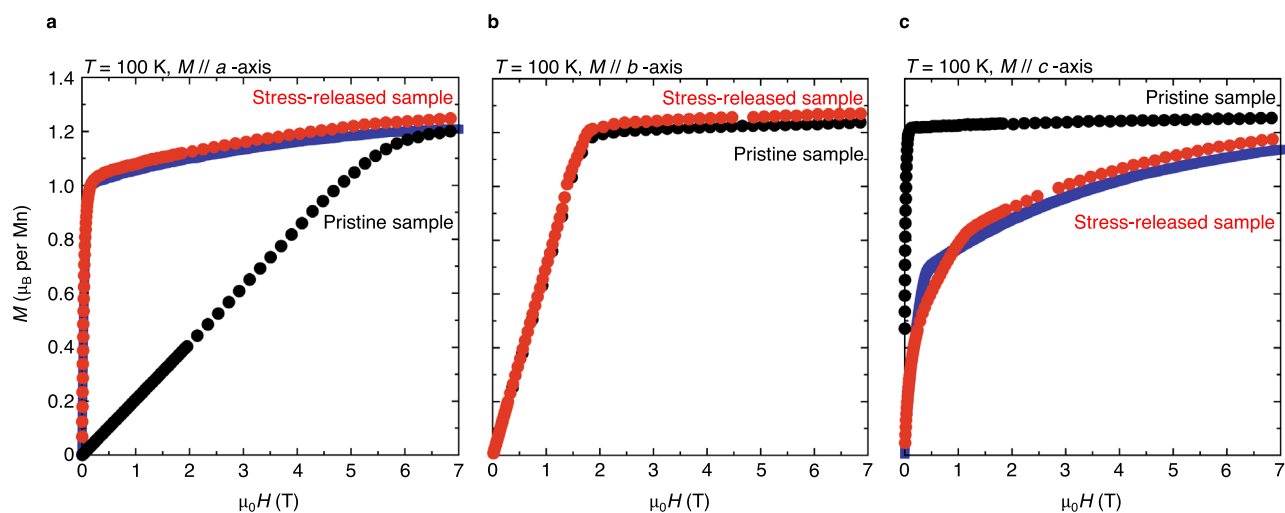 a
b
c
T = 100 K, M // a -axis
T = 100 K, M // b -axis
T = 100 K, M // c -axis
1.4
1.2
1.0
0.8
0.6
0.4
0.2
0
M (μB per Mn)
Stress-released sample
Pristine sample
0 1 2 3 4 5 6 7
μ0H (T)
Stress-released sample
Pristine sample
0 1 2 3 4 5 6 7
μ0H (T)
Pristine sample
Stress-released sample
0 1 2 3 4 5 6 7
μ0H (T)